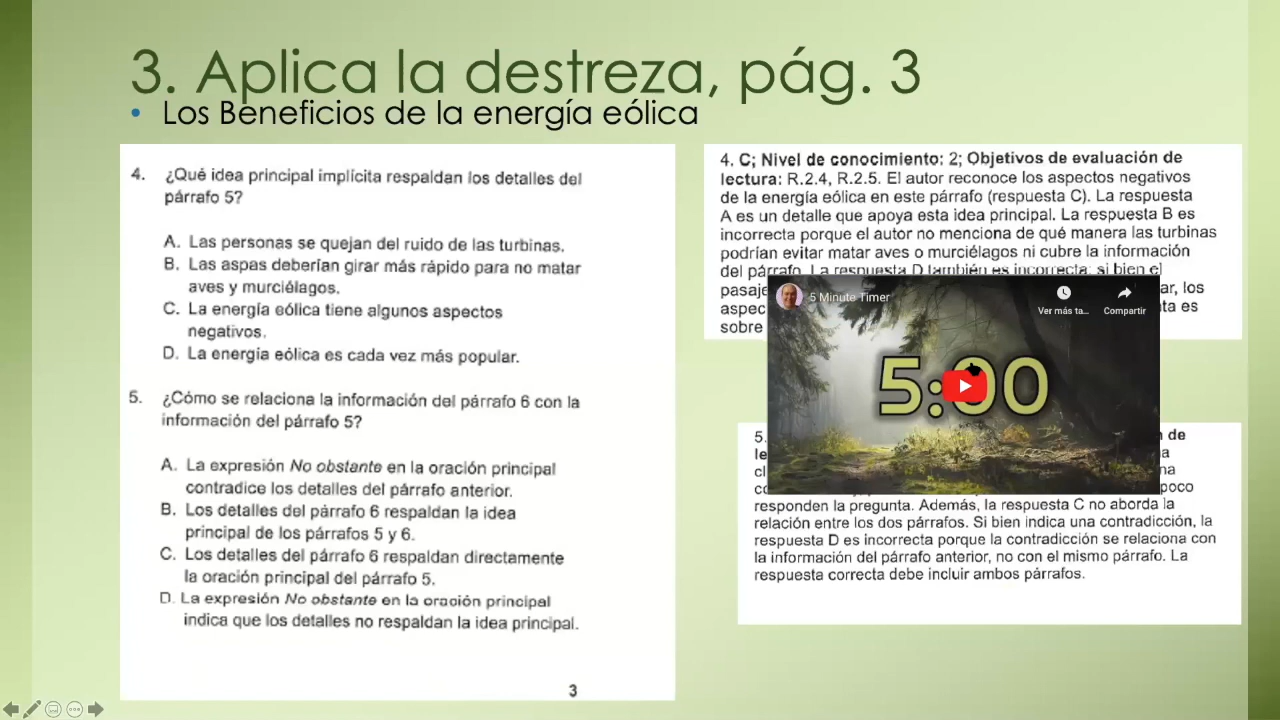 3. Aplica la destreza, pág. 3
• Los Beneficios de la energía eólica
4. ¿Qué idea principal implícita respaldan los detalles del
párrafo 5?
A. Las personas se quejan del ruido de las turbinas.
B. Las aspas deberían girar más rápido para no matar
aves y murciélagos.
C. La energía eólica tiene algunos aspectos
negativos.
D. La energía eólica es cada vez más popular.
5. ¿Cómo se relaciona la información del párrafo 6 con la
información del párrafo 5?
A. La expresión No obstante en la oración principal
contradice los detalles del párrafo anterior.
B. Los detalles del párrafo 6 respaldan la idea
principal de los párrafos 5 y 6.
C. Los detalles del párrafo 6 respaldan directamente
la oración principal del párrafo 5.
D. La expresión No obstante en la oración principal
indica que los detalles no respaldan la idea principal.
3
4. C; Nivel de conocimiento: 2; Objetivos de evaluación de
lectura: R.2.4, R.2.5. El autor reconoce los aspectos negativos
de la energía eólica en este párrafo (respuesta C). La respuesta
A es un detalle que apoya esta idea principal. La respuesta B es
incorrecta porque el autor no menciona de qué manera las turbinas
podrían evitar matar aves o murciélagos ni cubre la información
del párrafo. La respuesta D también es incorrecta; si bien el
los
es
sobre
5 Minute Timer
Ver más ta...
Compartir
5:00
5.
de
poco
responden la pregunta. Además, la respuesta C no aborda la
relación entre los dos párrafos. Si bien indica una contradicción, la
respuesta D es incorrecta porque la contradicción se relaciona con
la información del párrafo anterior, no con el mismo párrafo. La
respuesta correcta debe incluir ambos párrafos.